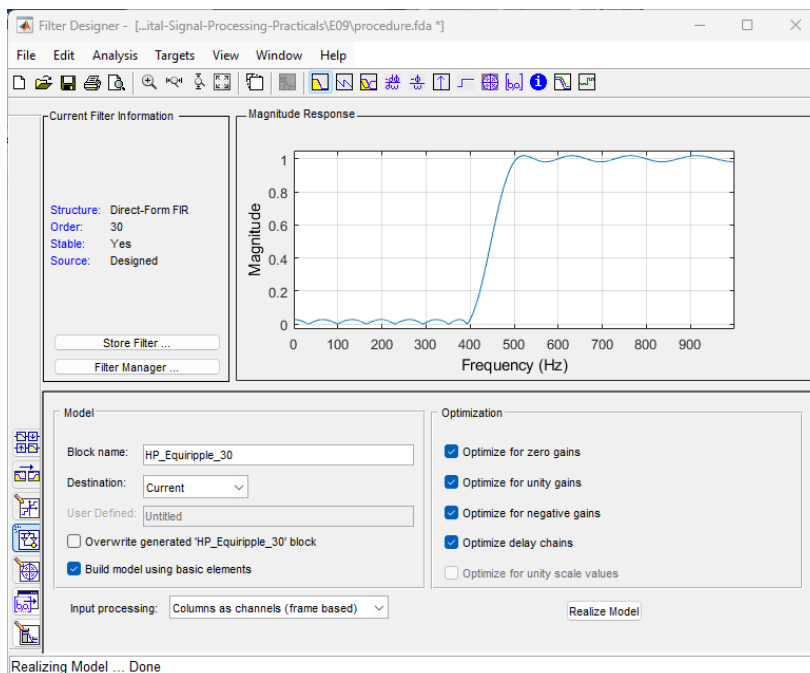 Filter Designer - [...ital-Signal-Processing-Practicals\E09\procedure.fda *]
File Edit Analysis Targets View Window Help
Current Filter Information
Structure: Direct-Form FIR
Order: 30
Stable: Yes
Source: Designed
Store Filter ...
Filter Manager ...
Magnitude Response
Magnitude
1
0.8
0.6
0.4
0.2
0
0 100 200 300 400 500 600 700 800 900
Frequency (Hz)
Model
Block name: HP_Equiripple_30
Destination: Current
User Defined: Untitled
Overwrite generated 'HP_Equiripple_30' block
Build model using basic elements
Input processing: Columns as channels (frame based)
Optimization
Optimize for zero gains
Optimize for unity gains
Optimize for negative gains
Optimize delay chains
Optimize for unity scale values
Realize Model
Realizing Model ... Done